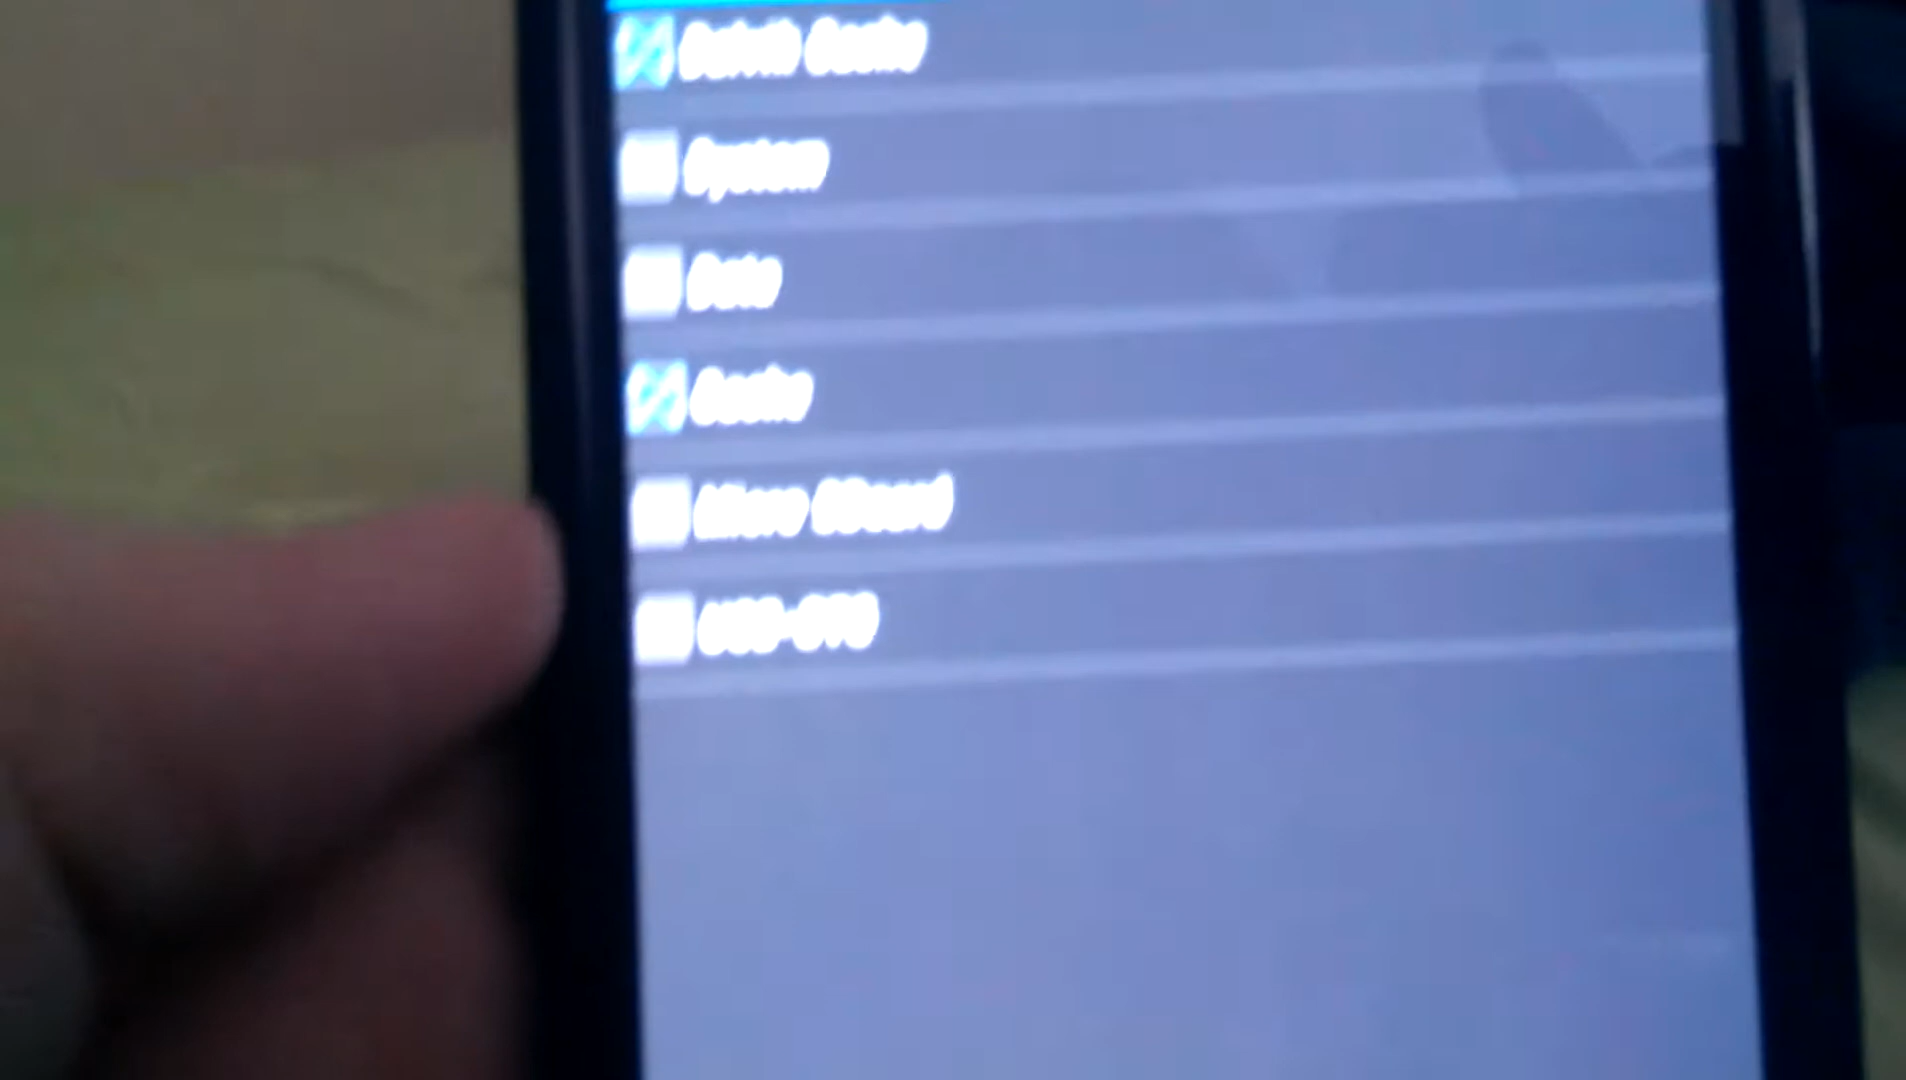 Dalvik Cache
System
Data
Cache
Micro SDcard
USB-OTG